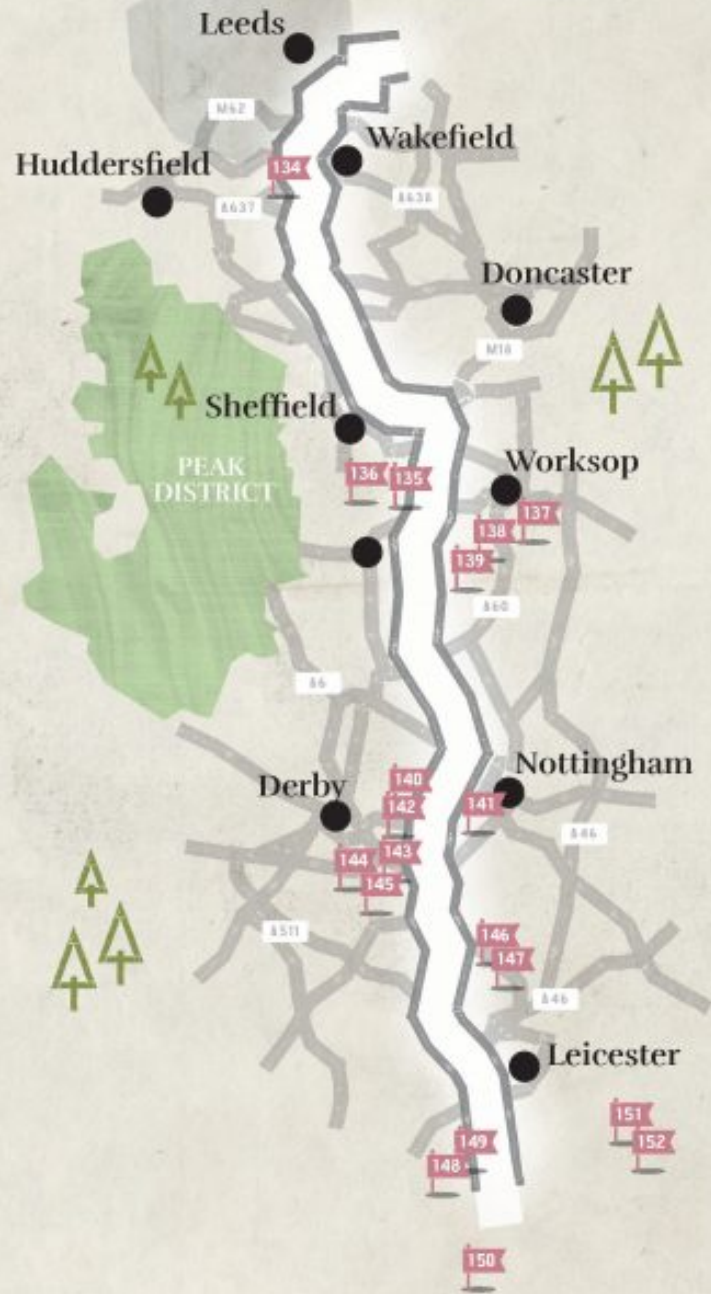 Leeds
M62
Wakefield
Huddersfield
134
A637
A638
Doncaster
M18
Sheffield
PEAK
DISTRICT
136
135
Worksop
137
138
139
A60
A6
Nottingham
Derby
140
142
141
A46
144
143
145
A511
146
147
A46
Leicester
151
152
149
148
150